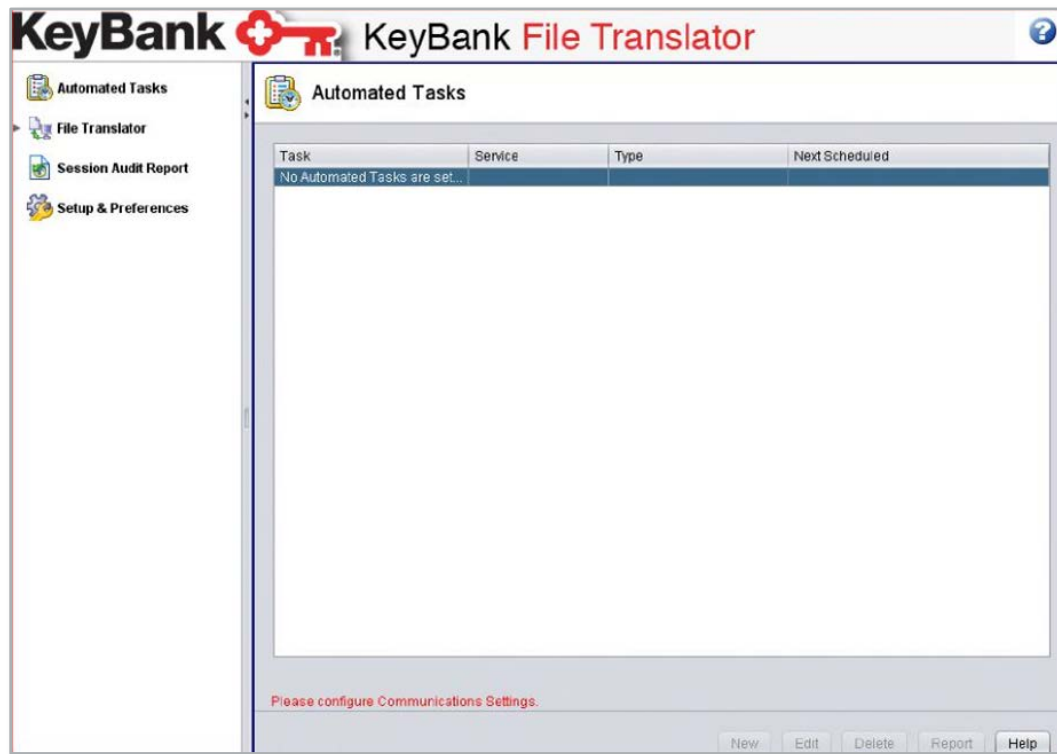 KeyBank KeyBank File Translator
Automated Tasks
File Translator
Session Audit Report
Setup & Preferences
Automated Tasks
Task Service Type Next Scheduled
No Automated Tasks are set...
Please configure Communications Settings.
New Edit Delete Report Help